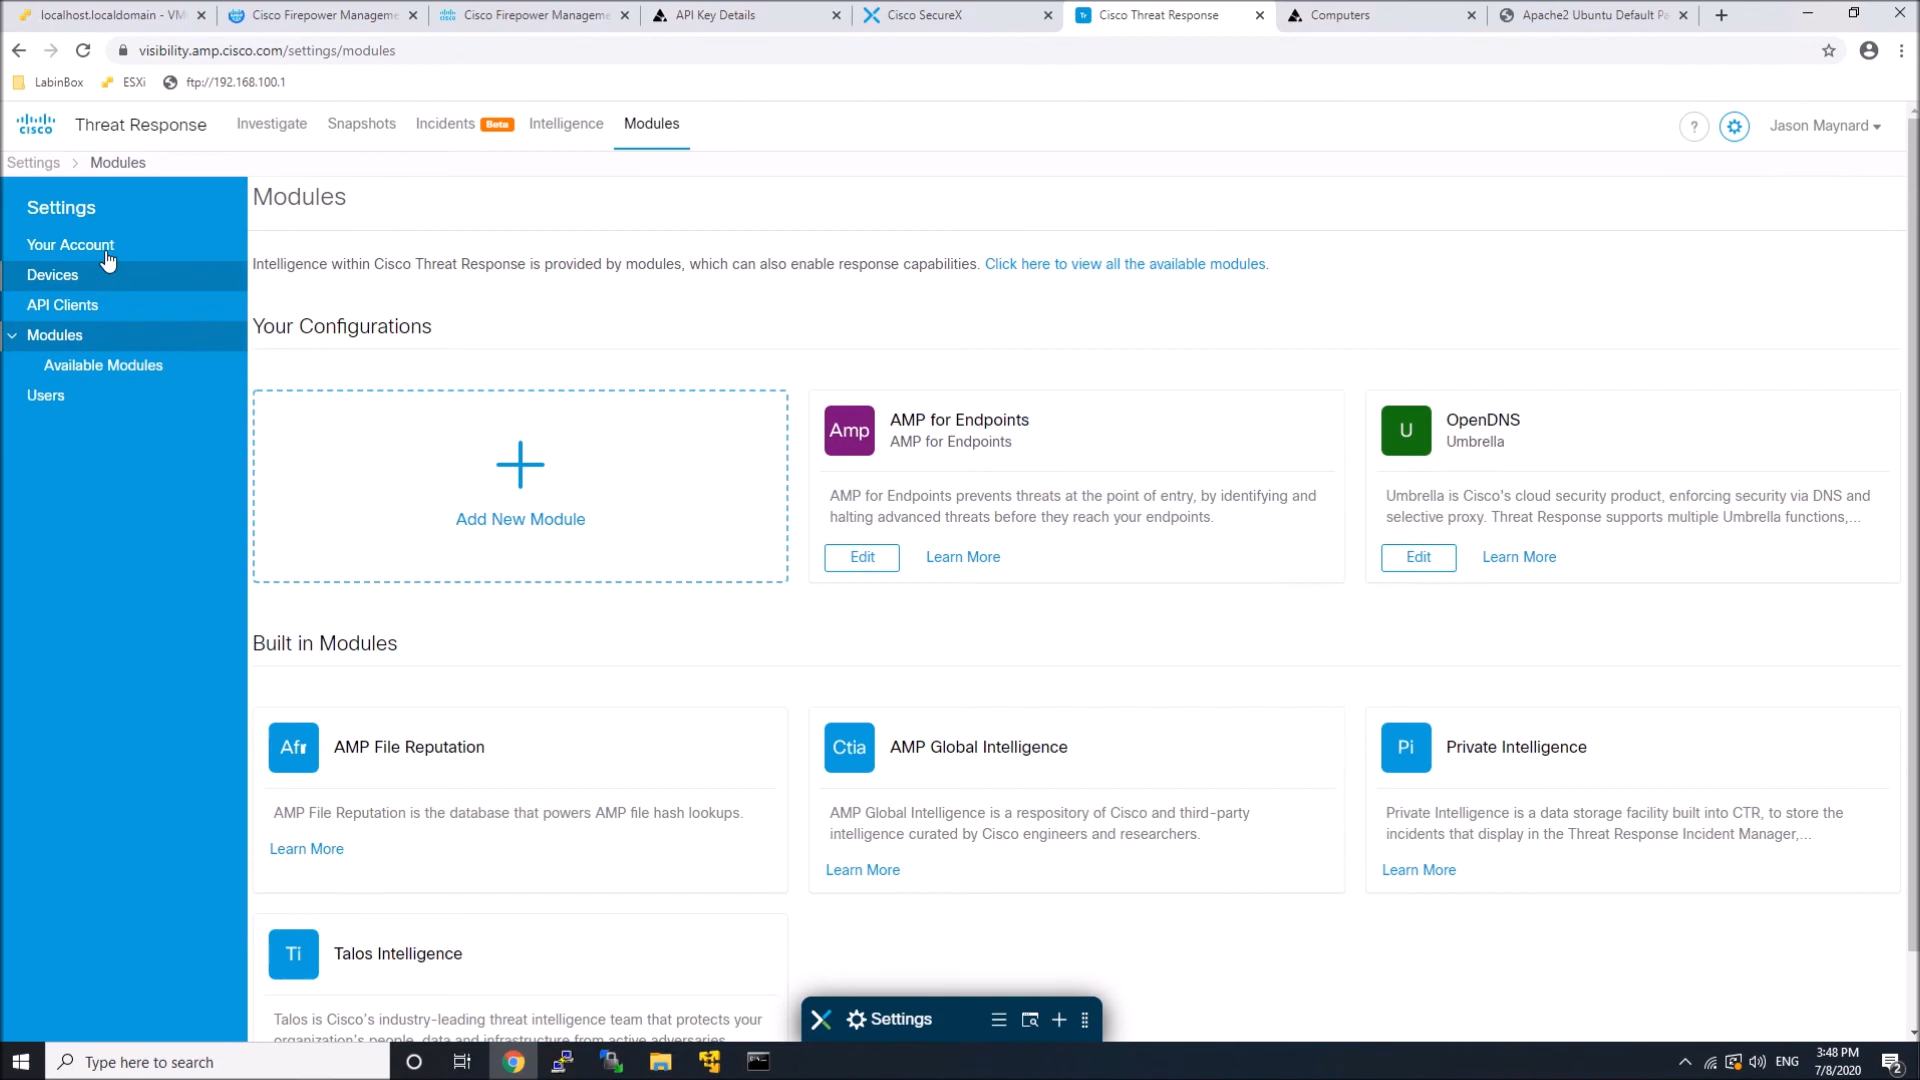 localhost.localdomain - VM
Cisco Firepower Manageme
Cisco Firepower Manageme
API Key Details
Cisco SecureX
Cisco Threat Response
Computers
Apache2 Ubuntu Default Pa
visibility.amp.cisco.com/settings/modules
LabinBox
ESXi
ftp://192.168.100.1
cisco
Threat Response
Investigate
Snapshots
Incidents Beta
Intelligence
Modules
?
Jason Maynard
Settings > Modules
Settings
Your Account
Devices
API Clients
Modules
Available Modules
Users
Modules
Intelligence within Cisco Threat Response is provided by modules, which can also enable response capabilities. Click here to view all the available modules.
Your Configurations
Add New Module
Amp
AMP for Endpoints
AMP for Endpoints
AMP for Endpoints prevents threats at the point of entry, by identifying and
halting advanced threats before they reach your endpoints.
Edit
Learn More
U
OpenDNS
Umbrella
Umbrella is Cisco's cloud security product, enforcing security via DNS and
selective proxy. Threat Response supports multiple Umbrella functions,...
Edit
Learn More
Built in Modules
Afr
AMP File Reputation
AMP File Reputation is the database that powers AMP file hash lookups.
Learn More
Ctia
AMP Global Intelligence
AMP Global Intelligence is a respository of Cisco and third-party
intelligence curated by Cisco engineers and researchers.
Learn More
Pi
Private Intelligence
Private Intelligence is a data storage facility built into CTR, to store the
incidents that display in the Threat Response Incident Manager,...
Learn More
Ti
Talos Intelligence
Talos is Cisco's industry-leading threat intelligence team that protects your
organization's people, data and infrastructure from active adversaries.
Settings
Type here to search
ENG
3:48 PM
7/8/2020
2